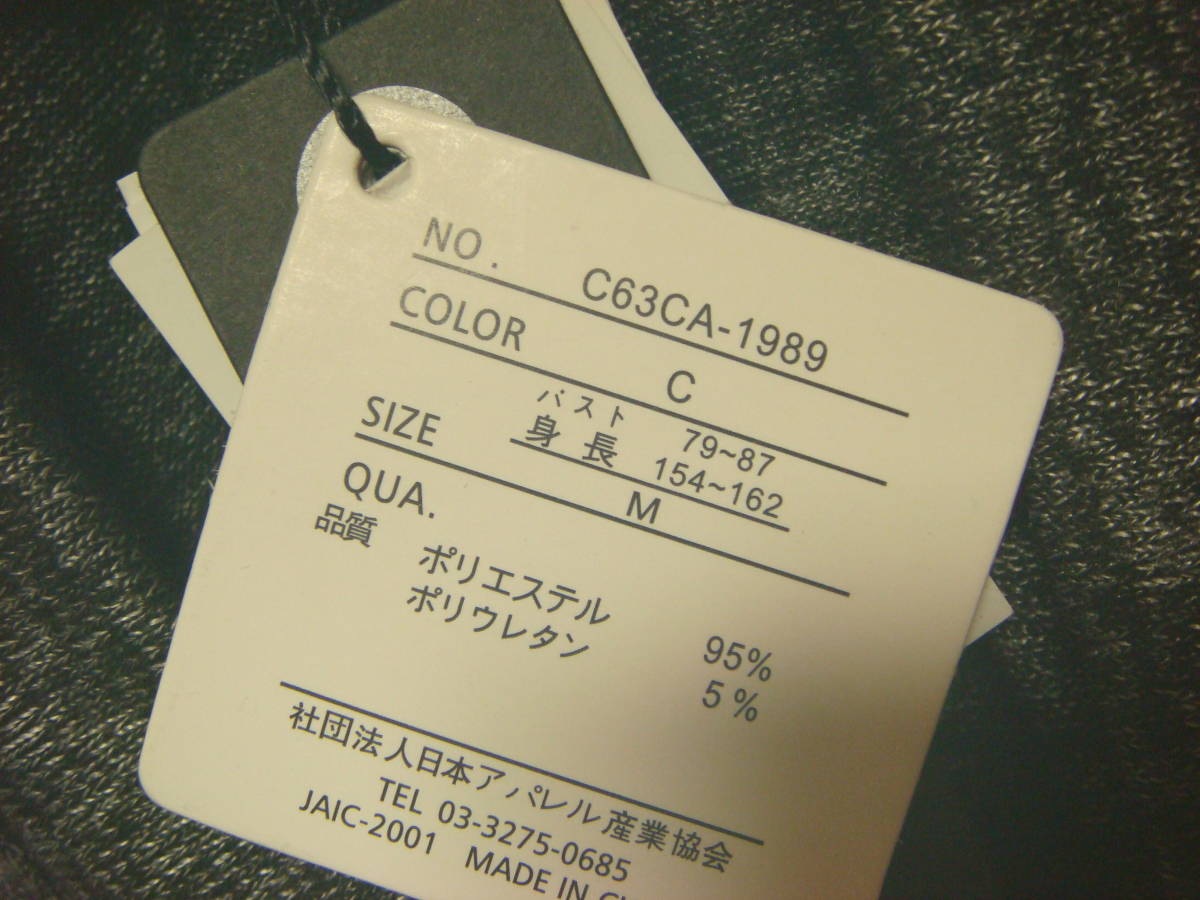 NO. C63CA-1989
COLOR C
バスト 79~87
身長 154~162
SIZE M
QUA.
品質
ポリエステル 95%
ポリウレタン 5%
社団法人日本アパレル産業協会
TEL 03-3275-0685
JAIC-2001 MADE IN